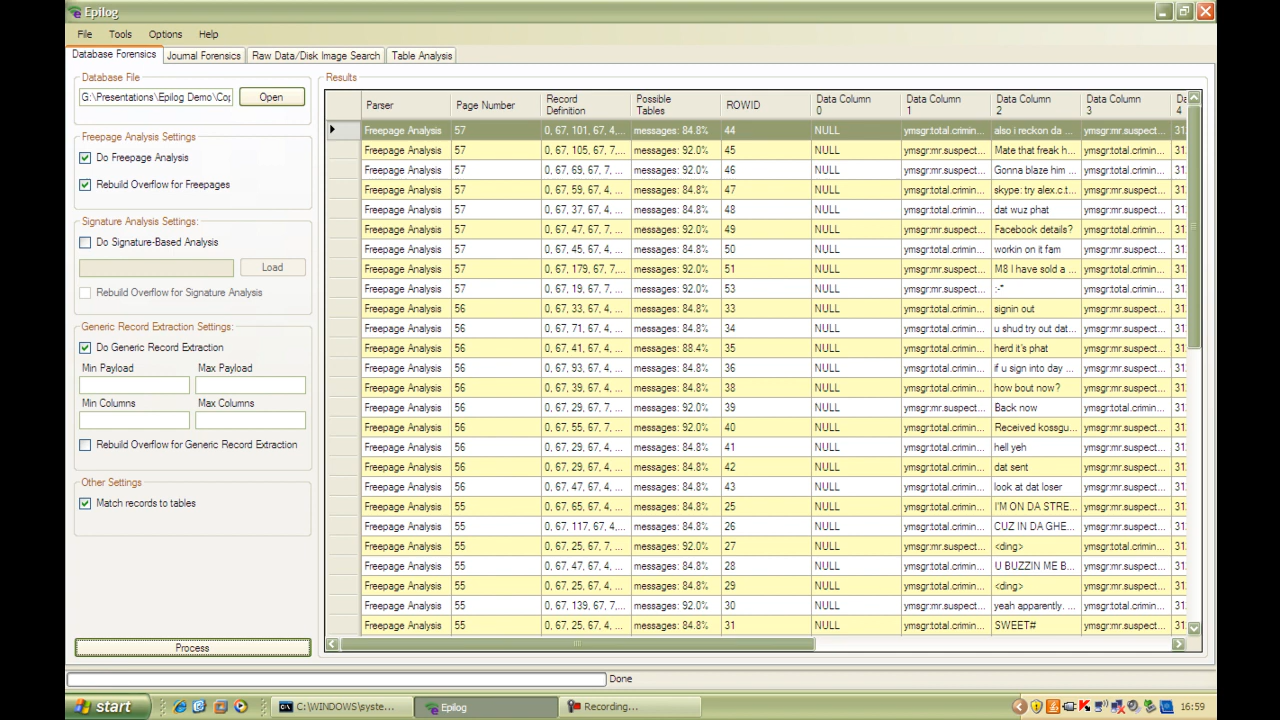 Epilog
File Tools Options Help
Database Forensics Journal Forensics Raw Data/Disk Image Search Table Analysis
Database File
G:\Presentations\Epilog Demo\Co Open
Freepage Analysis Settings
Do Freepage Analysis
Rebuild Overflow for Freepages
Signature Analysis Settings:
Do Signature-Based Analysis
Load
Rebuild Overflow for Signature Analysis
Generic Record Extraction Settings:
Do Generic Record Extraction
Min Payload Max Payload
Min Columns Max Columns
Rebuild Overflow for Generic Record Extraction
Other Settings
Match records to tables
Process
Results
Parser Page Number Record Definition Possible Tables ROWID Data Column 0 Data Column 1 Data Column 2 Data Column 3 Da 4
Freepage Analysis 57 0, 67, 101, 67, 4,... messages: 84.8% 44 NULL ymsgr:total.crimin... also i reckon da ... ymsgr:mr.suspect... 31
Freepage Analysis 57 0, 67, 105, 67, 7,... messages: 92.0% 45 NULL ymsgr:mr.suspect... Mate that freak h... ymsgr:total.crimin... 31
Freepage Analysis 57 0, 67, 69, 67, 7, ... messages: 92.0% 46 NULL ymsgr:mr.suspect... Gonna blaze him ... ymsgr:total.crimin... 31
Freepage Analysis 57 0, 67, 59, 67, 4, ... messages: 84.8% 47 NULL ymsgr:total.crimin... skype: try alex.c.t... ymsgr:mr.suspect... 31
Freepage Analysis 57 0, 67, 37, 67, 4, ... messages: 84.8% 48 NULL ymsgr:total.crimin... dat wuz phat ymsgr:mr.suspect... 31
Freepage Analysis 57 0, 67, 47, 67, 7, ... messages: 92.0% 49 NULL ymsgr:mr.suspect... Facebook details? ymsgr:total.crimin... 31
Freepage Analysis 57 0, 67, 45, 67, 4, ... messages: 84.8% 50 NULL ymsgr:total.crimin... workin on it fam ymsgr:mr.suspect... 31
Freepage Analysis 57 0, 67, 179, 67, 7,... messages: 92.0% 51 NULL ymsgr:mr.suspect... M8 I have sold a ... ymsgr:total.crimin... 31
Freepage Analysis 57 0, 67, 19, 67, 7, ... messages: 92.0% 53 NULL ymsgr:mr.suspect... :-* ymsgr:total.crimin... 31
Freepage Analysis 56 0, 67, 33, 67, 4, ... messages: 84.8% 33 NULL ymsgr:total.crimin... signin out ymsgr:mr.suspect... 31
Freepage Analysis 56 0, 67, 71, 67, 4, ... messages: 84.8% 34 NULL ymsgr:total.crimin... u shud try out dat... ymsgr:mr.suspect... 31
Freepage Analysis 56 0, 67, 41, 67, 4, ... messages: 88.4% 35 NULL ymsgr:total.crimin... herd it's phat ymsgr:mr.suspect... 31
Freepage Analysis 56 0, 67, 93, 67, 4, ... messages: 84.8% 36 NULL ymsgr:total.crimin... if u sign into day ... ymsgr:mr.suspect... 31
Freepage Analysis 56 0, 67, 39, 67, 4, ... messages: 84.8% 38 NULL ymsgr:total.crimin... how bout now? ymsgr:mr.suspect... 31
Freepage Analysis 56 0, 67, 29, 67, 7, ... messages: 92.0% 39 NULL ymsgr:mr.suspect... Back now ymsgr:total.crimin... 31
Freepage Analysis 56 0, 67, 55, 67, 7, ... messages: 92.0% 40 NULL ymsgr:mr.suspect... Received kossgu... ymsgr:total.crimin... 31
Freepage Analysis 56 0, 67, 29, 67, 4, ... messages: 84.8% 41 NULL ymsgr:total.crimin... hell yeh ymsgr:mr.suspect... 31
Freepage Analysis 56 0, 67, 29, 67, 4, ... messages: 84.8% 42 NULL ymsgr:total.crimin... dat sent ymsgr:mr.suspect... 31
Freepage Analysis 56 0, 67, 47, 67, 4, ... messages: 84.8% 43 NULL ymsgr:total.crimin... look at dat loser ymsgr:mr.suspect... 31
Freepage Analysis 55 0, 67, 65, 67, 4, ... messages: 84.8% 25 NULL ymsgr:total.crimin... I'M ON DA STRE... ymsgr:mr.suspect... 31
Freepage Analysis 55 0, 67, 117, 67, 4,... messages: 84.8% 26 NULL ymsgr:total.crimin... CUZ IN DA GHE... ymsgr:mr.suspect... 31
Freepage Analysis 55 0, 67, 25, 67, 7, ... messages: 92.0% 27 NULL ymsgr:mr.suspect... <ding> ymsgr:total.crimin... 31
Freepage Analysis 55 0, 67, 47, 67, 4, ... messages: 84.8% 28 NULL ymsgr:total.crimin... U BUZZIN ME B... ymsgr:mr.suspect... 31
Freepage Analysis 55 0, 67, 25, 67, 4, ... messages: 84.8% 29 NULL ymsgr:total.crimin... <ding> ymsgr:mr.suspect... 31
Freepage Analysis 55 0, 67, 139, 67, 7,... messages: 92.0% 30 NULL ymsgr:mr.suspect... yeah apparently. ... ymsgr:total.crimin... 31
Freepage Analysis 55 0, 67, 25, 67, 4, ... messages: 84.8% 31 NULL ymsgr:total.crimin... SWEET# ymsgr:mr.suspect... 31
Done
start C:\WINDOWS\syste... Epilog Recording... 16:59